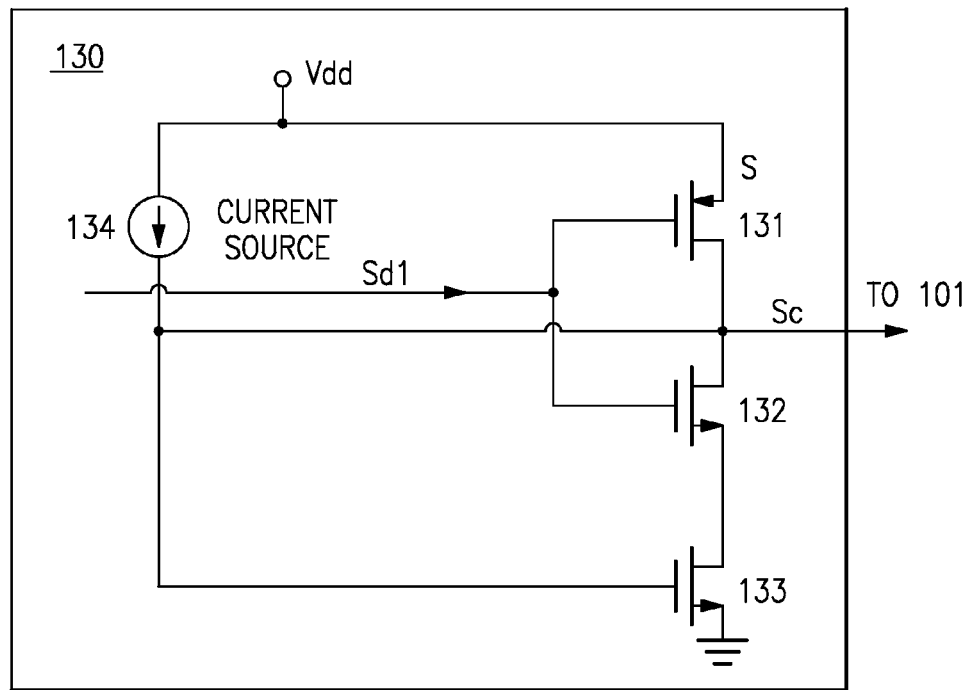 130
Vdd
S
134
CURRENT
SOURCE
131
Sd1
TO 101
Sc
132
133